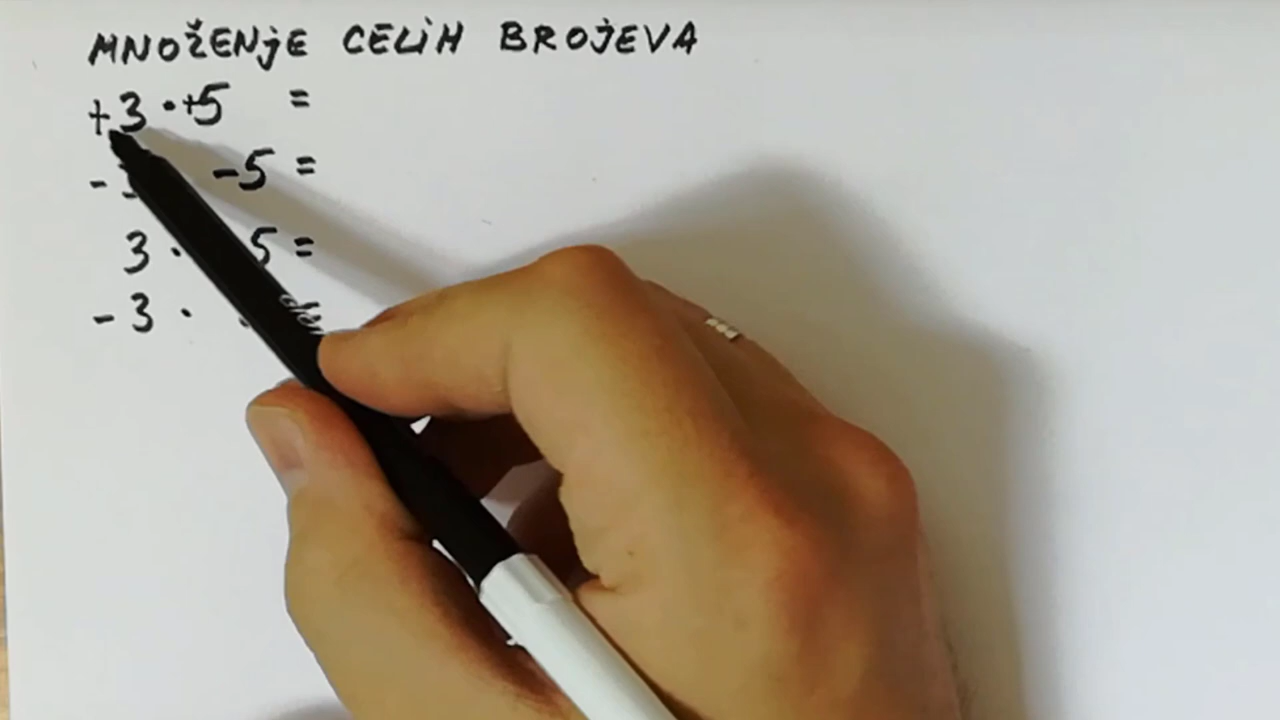 MNOŽENjE CELiH BROjEVA
+3 · +5 =
- -5 =
3 · 5 =
-3 ·